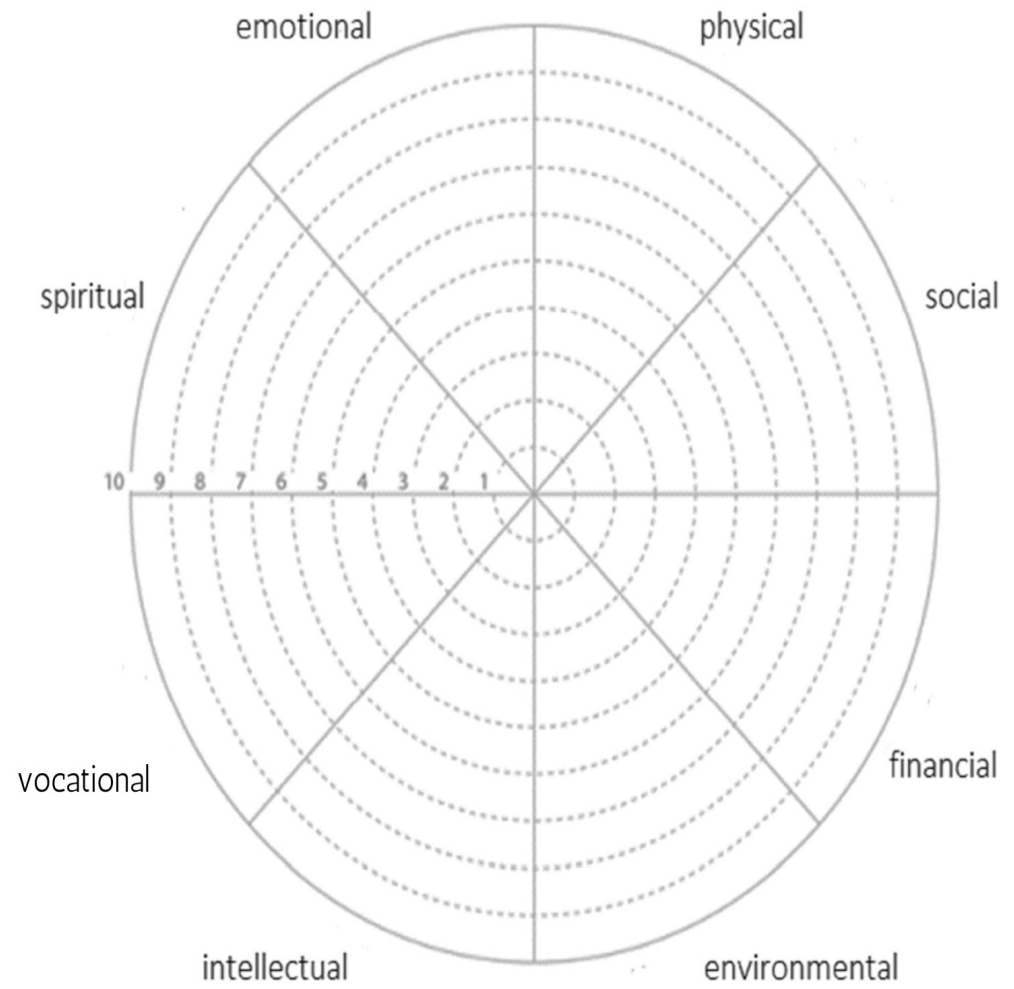 emotional physical
spiritual social
10 9 8 7 6 5 4 3 2 1
vocational financial
intellectual environmental